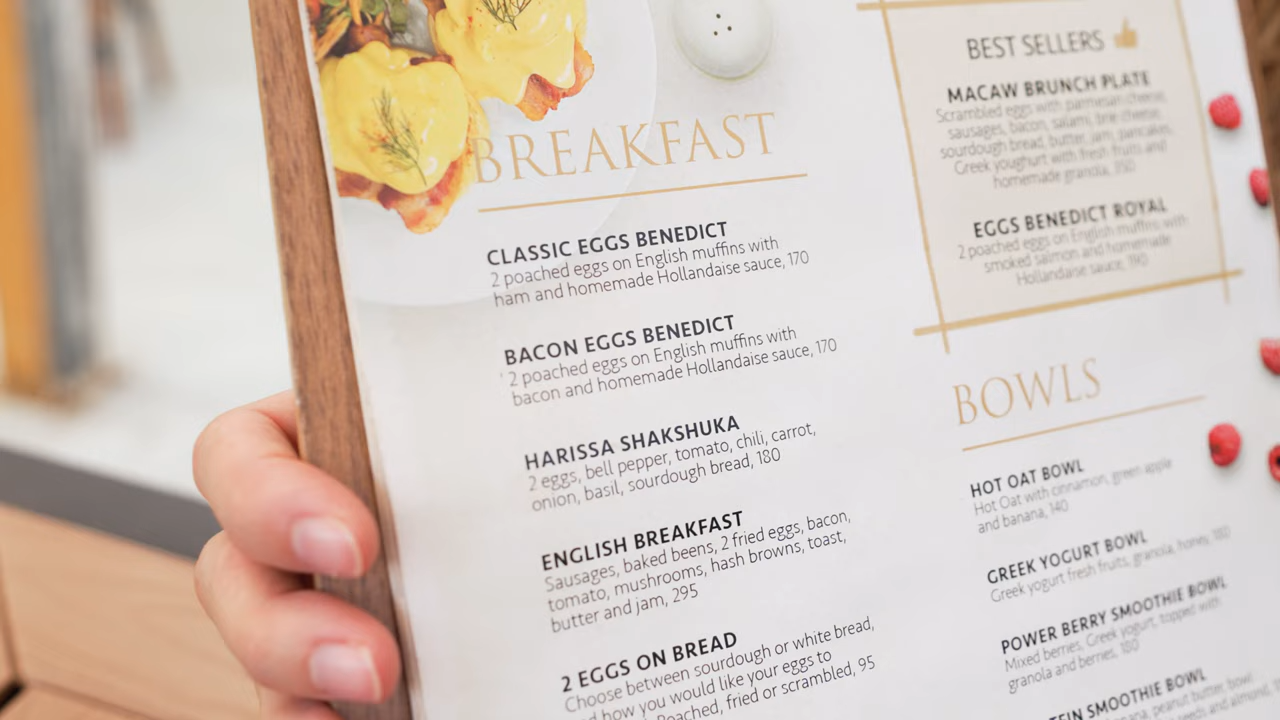 BREAKFAST
CLASSIC EGGS BENEDICT
2 poached eggs on English muffins with
ham and homemade Hollandaise sauce, 170
BACON EGGS BENEDICT
2 poached eggs on English muffins with
bacon and homemade Hollandaise sauce, 170
HARISSA SHAKSHUKA
2 eggs, bell pepper, tomato, chili, carrot,
onion, basil, sourdough bread, 180
ENGLISH BREAKFAST
Sausages, baked beens, 2 fried eggs, bacon,
tomato, mushrooms, hash browns, toast,
butter and jam, 295
2 EGGS ON BREAD
Choose between sourdough or white bread,
how you would like your eggs to
Poached, fried or scrambled, 95
BEST SELLERS
MACAW BRUNCH PLATE
Scrambled eggs with parmesan cheese,
sausages, bacon, salami, brie cheese,
sourdough bread, butter, jam, pancakes,
Greek youghurt with fresh fruits and
homemade granola, 350
EGGS BENEDICT ROYAL
2 poached eggs on English muffins with
smoked salmon and homemade
Hollandaise sauce, 190
BOWLS
HOT OAT BOWL
Hot Oat with cinnamon, green apple
and banana, 140
GREEK YOGURT BOWL
Greek yogurt fresh fruits, granola, honey,
POWER BERRY SMOOTHIE BOWL
Mixed berries, Greek yogurt, topped with
granola and berries, 180
SMOOTHIE BOWL
peanut butter, bowl
seeds and almond,